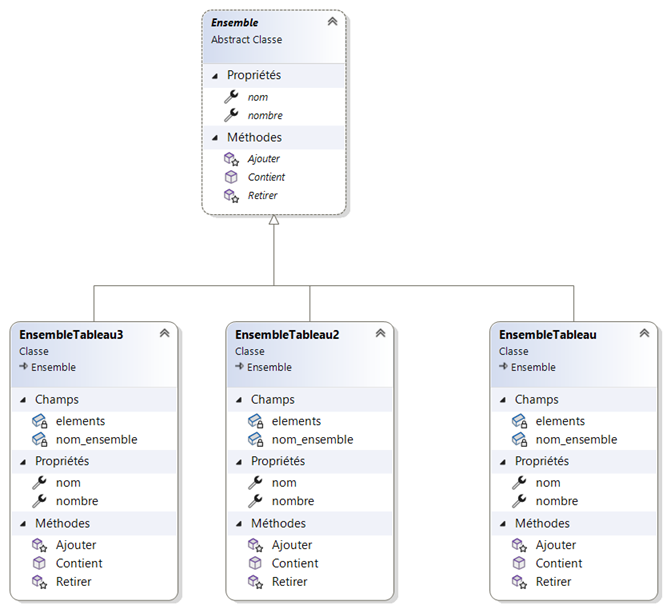 Ensemble
Abstract Classe
Propriétés
nom
nombre
Méthodes
Ajouter
Contient
Retirer
EnsembleTableau3
Classe
Ensemble
Champs
elements
nom_ensemble
Propriétés
nom
nombre
Méthodes
Ajouter
Contient
Retirer
EnsembleTableau2
Classe
Ensemble
Champs
elements
nom_ensemble
Propriétés
nom
nombre
Méthodes
Ajouter
Contient
Retirer
EnsembleTableau
Classe
Ensemble
Champs
elements
nom_ensemble
Propriétés
nom
nombre
Méthodes
Ajouter
Contient
Retirer